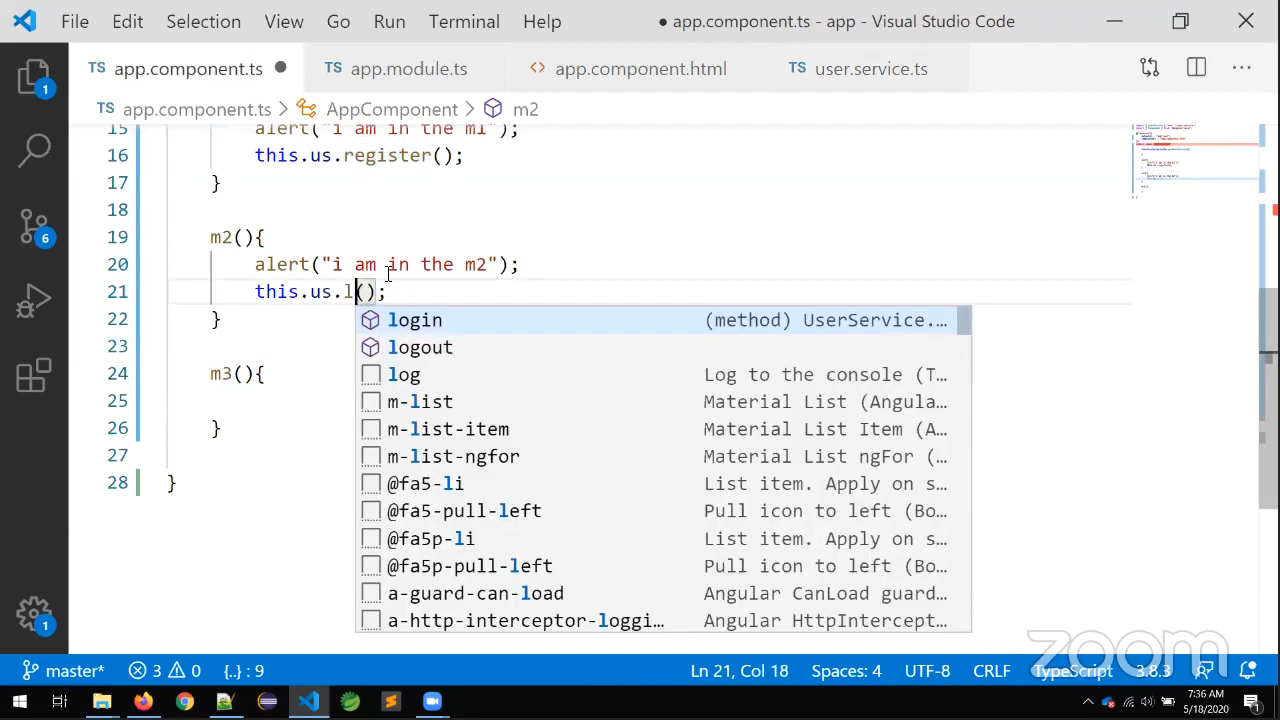 File Edit Selection View Go Run Terminal Help
● app.component.ts - app - Visual Studio Code
TS app.component.ts ●
TS app.module.ts
<> app.component.html
TS user.service.ts
1
TS app.component.ts > AppComponent > m2
15 alert("i am in the m1");
16 this.us.register();
17 }
18
19 m2(){
20 alert("i am in the m2");
21 this.us.l();
22 }
23
24 m3(){
25
26 }
27
28 }
login (method) UserService.…
logout
log Log to the console (T…
m-list Material List (Angula…
m-list-item Material List Item (A…
m-list-ngfor Material List ngFor (…
@fa5-li List item. Apply on s…
@fa5-pull-left Pull icon to left (Bo…
@fa5p-li List item. Apply on s…
@fa5p-pull-left Pull icon to left (Bo…
a-guard-can-load Angular CanLoad guard…
a-http-interceptor-loggi… Angular HttpIntercept…
6
1
zoom
master* 3 0 {..} : 9 Ln 21, Col 18 Spaces: 4 UTF-8 CRLF TypeScript 3.8.3
7:36 AM
5/18/2020
1